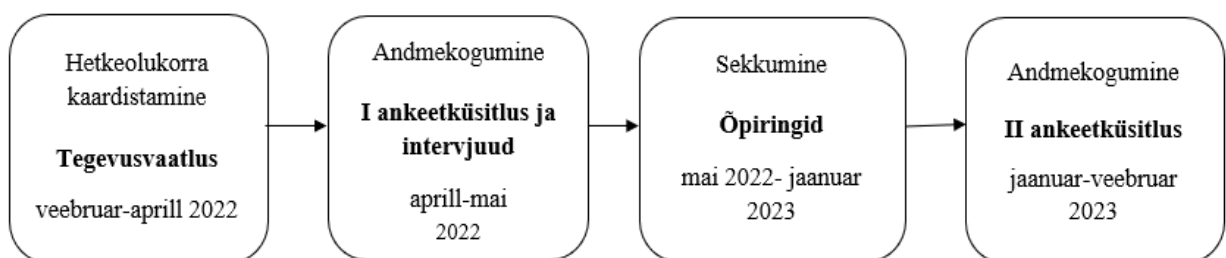 Hetkeolukorra
kaardistamine
Tegevusvaatlus
veebruar-aprill 2022
Andmekogumine
I ankeetküsitlus ja
intervjuud
aprill-mai
2022
Sekkumine
Õpiringid
mai 2022- jaanuar
2023
Andmekogumine
II ankeetküsitlus
jaanuar-veebruar
2023